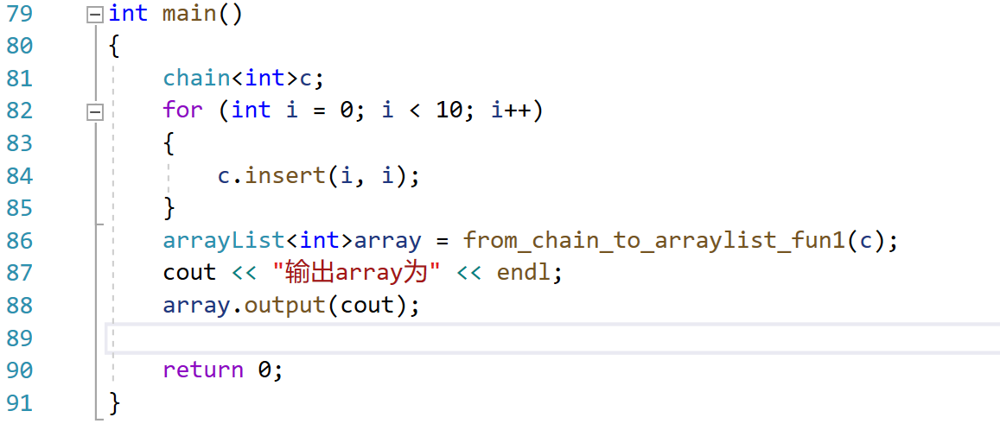 79 int main()
80 {
81 chain<int>c;
82 for (int i = 0; i < 10; i++)
83 {
84 c.insert(i, i);
85 }
86 arrayList<int>array = from_chain_to_arraylist_fun1(c);
87 cout << "输出array为" << endl;
88 array.output(cout);
89
90 return 0;
91 }